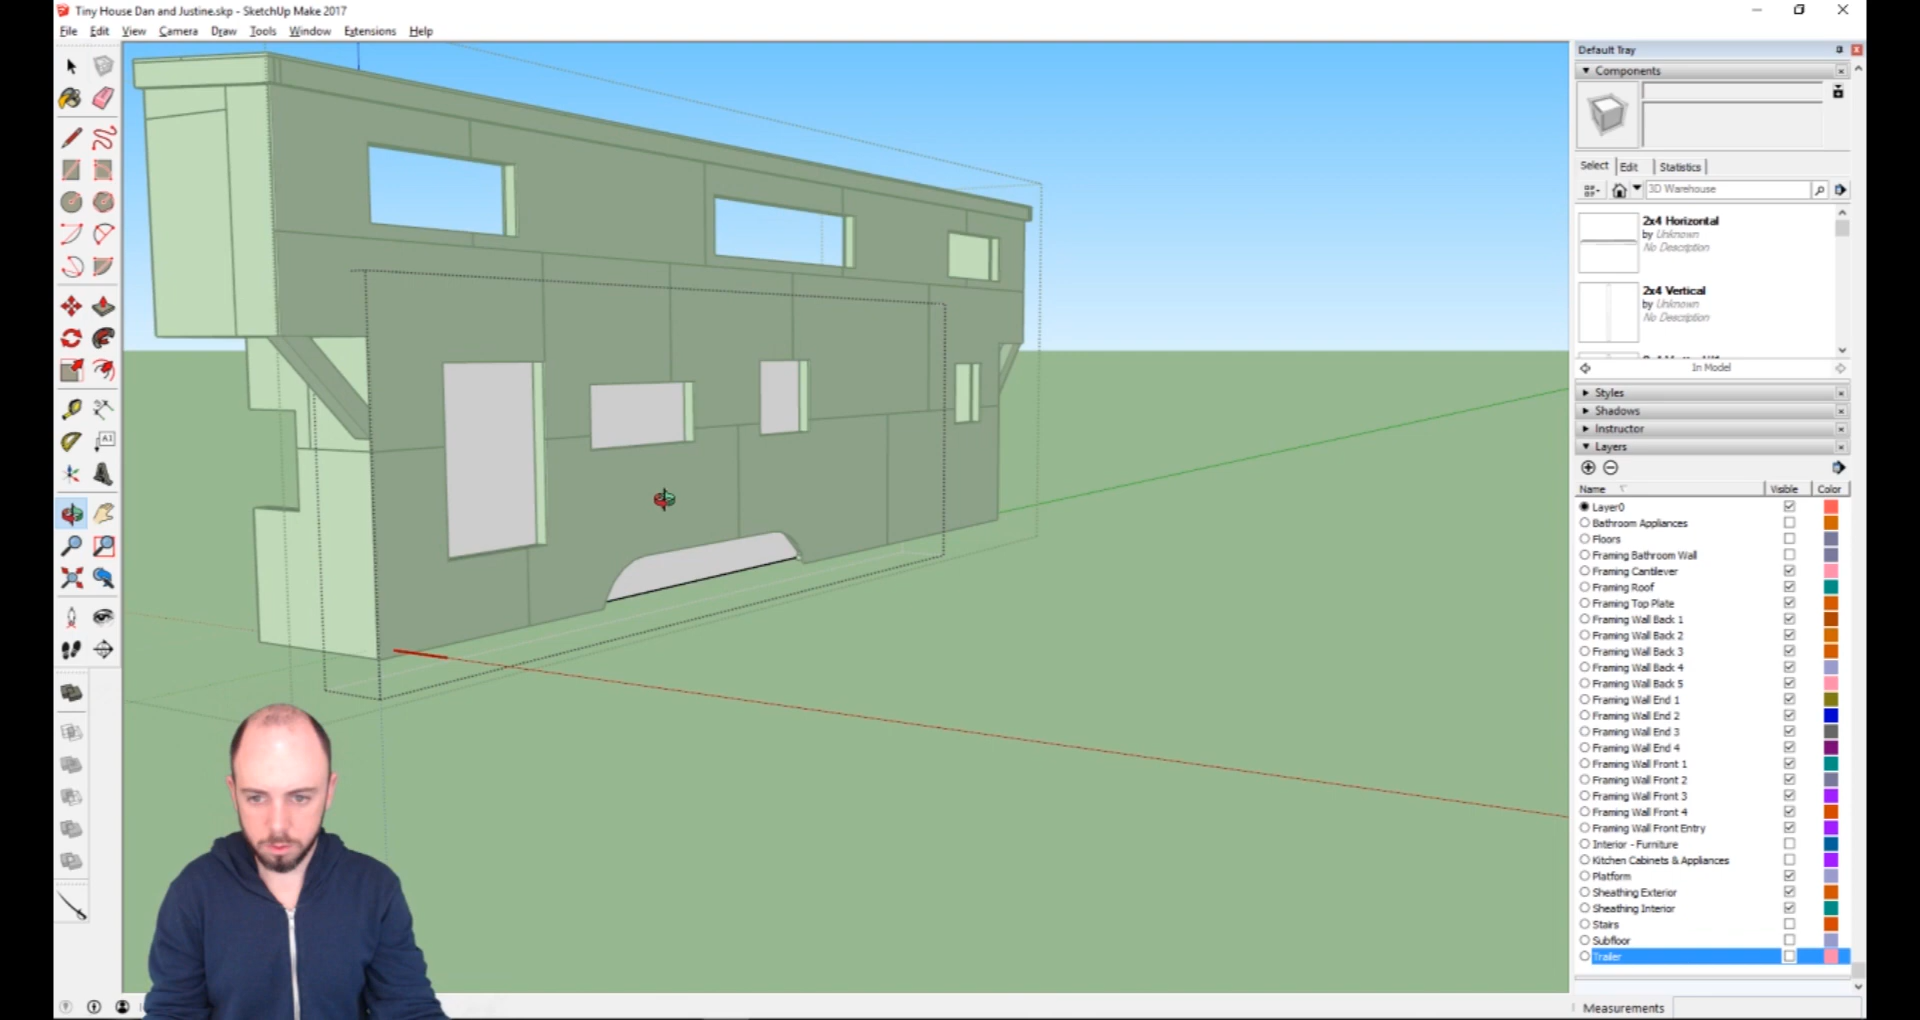 Tiny House Dan and Justine.skp - SketchUp Make 2017
File Edit View Camera Draw Tools Window Extensions Help
Default Tray
Components
Select Edit Statistics
3D Warehouse
2x4 Horizontal
by Unknown
No Description
2x4 Vertical
by Unknown
No Description
In Model
Styles
Shadows
Instructor
Layers
Name Visible Color
Layer0
Bathroom Appliances
Floors
Framing Bathroom Wall
Framing Cantilever
Framing Roof
Framing Top Plate
Framing Wall Back 1
Framing Wall Back 2
Framing Wall Back 3
Framing Wall Back 4
Framing Wall Back 5
Framing Wall End 1
Framing Wall End 2
Framing Wall End 3
Framing Wall End 4
Framing Wall Front 1
Framing Wall Front 2
Framing Wall Front 3
Framing Wall Front 4
Framing Wall Front Entry
Interior - Furniture
Kitchen Cabinets & Appliances
Platform
Sheathing Exterior
Sheathing Interior
Stairs
Subfloor
Trailer
Measurements